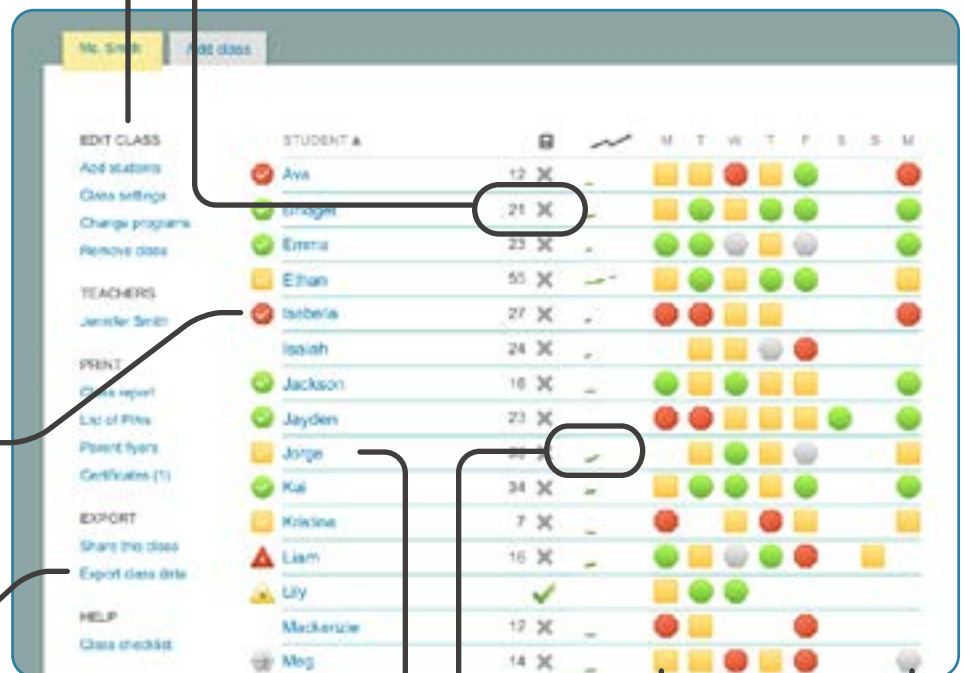 Ms. Smith
Add class
EDIT CLASS
Add students
Class settings
Change programs
Remove class
TEACHERS
Jennifer Smith
PRINT
Class report
List of PINs
Parent flyers
Certificates (1)
EXPORT
Share this class
Export class data
HELP
Class checklist
STUDENT ▲ M T W T F S S M
Ava 12
Bridget 21
Emma 23
Ethan 55
Isabella 27
Isaiah 24
Jackson 16
Jayden 23
Jorge
Kai 34
Kristina 7
Liam 16
Lily
Mackenzie 12
Meg 14